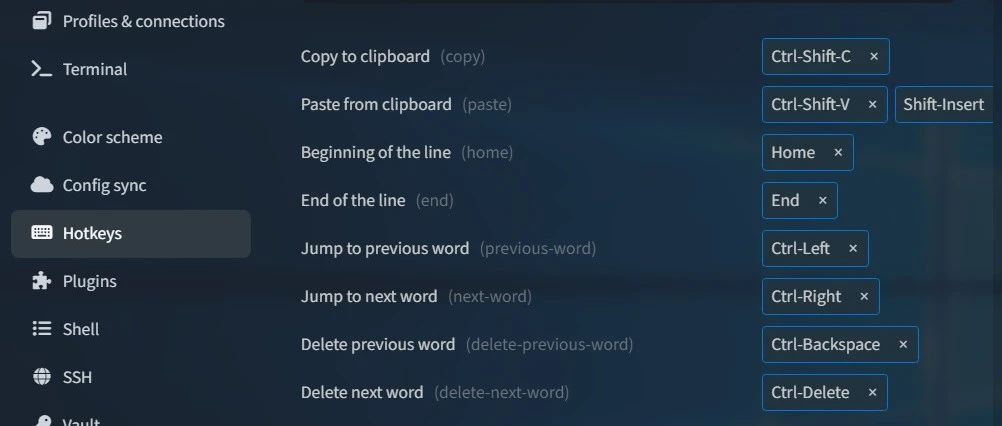 Profiles & connections
Terminal
Color scheme
Config sync
Hotkeys
Plugins
Shell
SSH
Vault
Copy to clipboard (copy) Ctrl-Shift-C ×
Paste from clipboard (paste) Ctrl-Shift-V × Shift-Insert
Beginning of the line (home) Home ×
End of the line (end) End ×
Jump to previous word (previous-word) Ctrl-Left ×
Jump to next word (next-word) Ctrl-Right ×
Delete previous word (delete-previous-word) Ctrl-Backspace ×
Delete next word (delete-next-word) Ctrl-Delete ×